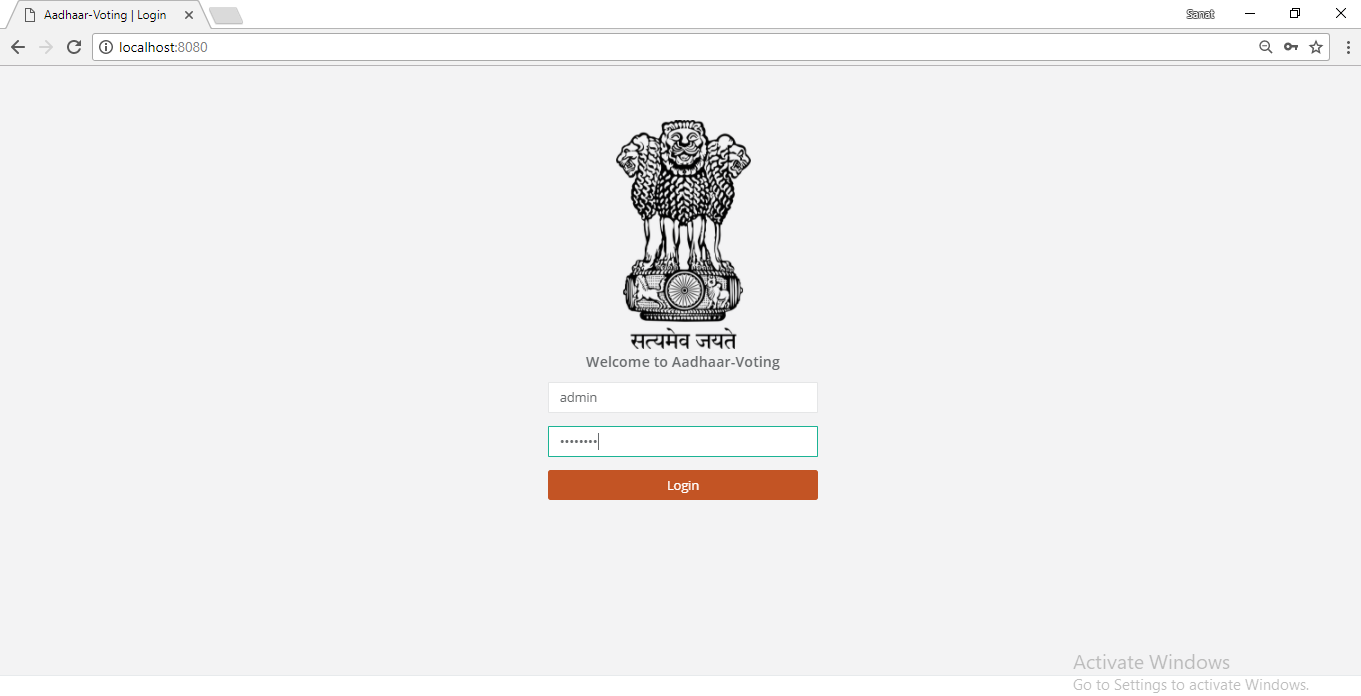 Aadhaar-Voting | Login
Sanat
localhost:8080
सत्यमेव जयते
Welcome to Aadhaar-Voting
admin
••••••••
Login
Activate Windows
Go to Settings to activate Windows.